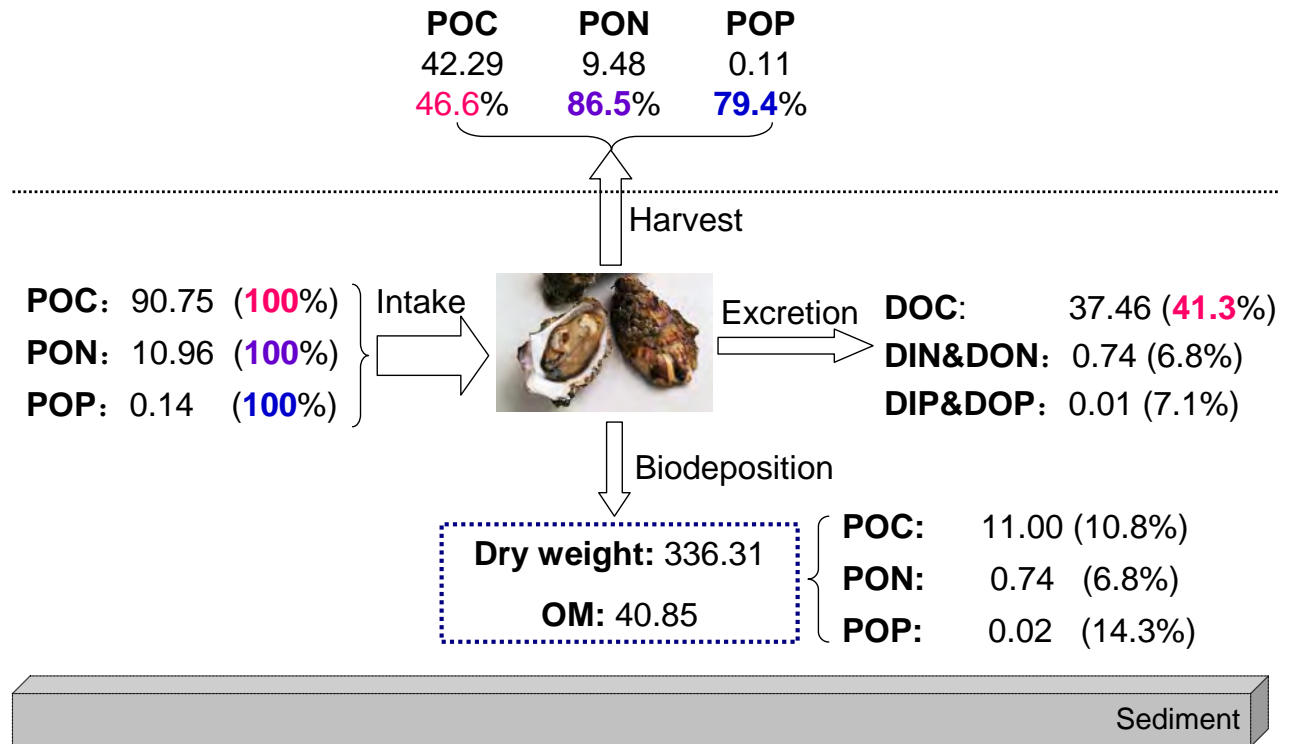 POC PON POP
42.29 9.48 0.11
46.6% 86.5% 79.4%
Harvest
POC：90.75 (100%)
PON：10.96 (100%)
POP：0.14 (100%)
Intake
Excretion
DOC: 37.46 (41.3%)
DIN&DON：0.74 (6.8%)
DIP&DOP：0.01 (7.1%)
Biodeposition
Dry weight: 336.31
OM: 40.85
POC: 11.00 (10.8%)
PON: 0.74 (6.8%)
POP: 0.02 (14.3%)
Sediment